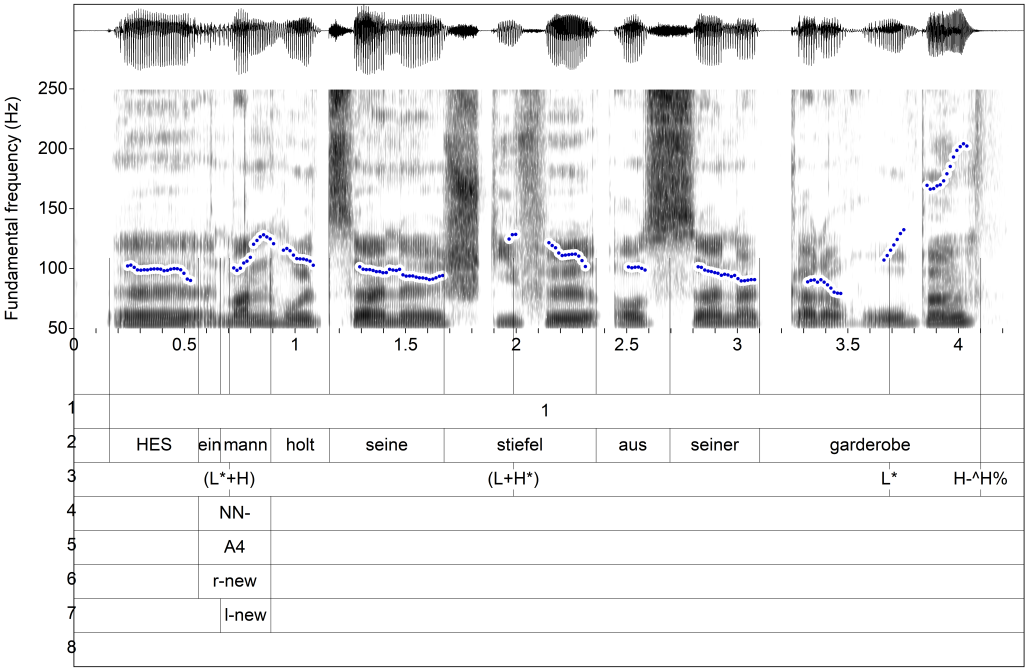 Fundamental frequency (Hz)
250
200
150
100
50
0 0.5 1 1.5 2 2.5 3 3.5 4
1 1
2 HES ein mann holt seine stiefel aus seiner garderobe
3 (L*+H) (L+H*) L* H-^H%
4 NN-
5 A4
6 r-new
7 l-new
8